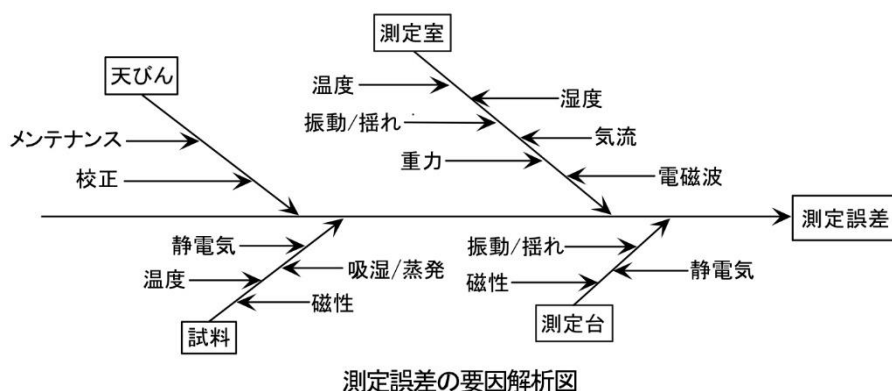 測定室
天びん
温度
湿度
振動/揺れ
気流
メンテナンス
重力
校正
電磁波
測定誤差
静電気
振動/揺れ
吸湿/蒸発
静電気
温度
磁性
磁性
試料
測定台
測定誤差の要因解析図